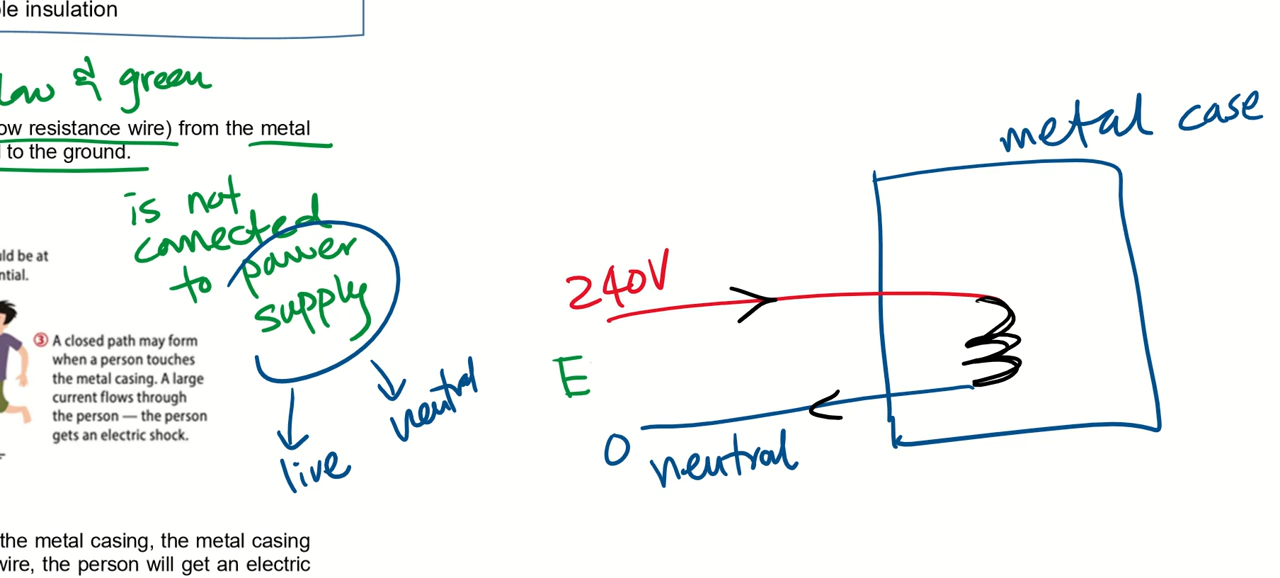 le insulation
low & green
ow resistance wire) from the metal
to the ground.
is not
connected
to power
supply
live
neutral
uld be at
ntial.
③ A closed path may form
when a person touches
the metal casing. A large
current flows through
the person — the person
gets an electric shock.
the metal casing, the metal casing
wire, the person will get an electric
metal case
240V
E
0 neutral